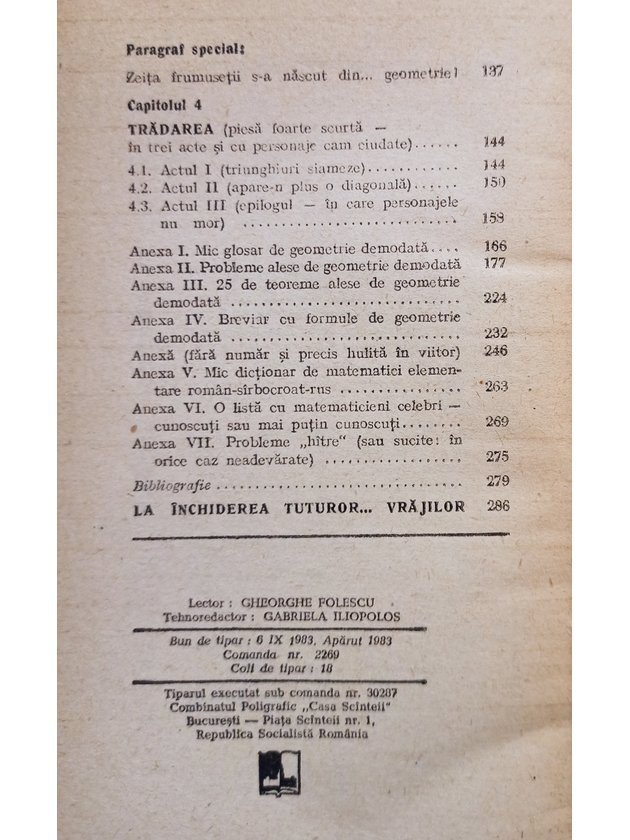 Paragraf special:
Zeița frumuseții s-a născut din... geometrie! 137
Capitolul 4
TRĂDAREA (piesă foarte scurtă —
în trei acte și cu personaje cam ciudate)...... 144
4.1. Actul I (triunghiuri siameze)............ 144
4.2. Actul II (apare-n plus o diagonală)...... 150
4.3. Actul III (epilogul — în care personajele
nu mor) ............................ 158
Anexa I. Mic glosar de geometrie demodată.... 166
Anexa II. Probleme alese de geometrie demodată 177
Anexa III. 25 de teoreme alese de geometrie
demodată .............................. 224
Anexa IV. Breviar cu formule de geometrie
demodată .............................. 232
Anexă (fără număr și precis hulită în viitor) 246
Anexa V. Mic dicționar de matematici elemen-
tare român-sîrbocroat-rus ................ 263
Anexa VI. O listă cu matematicieni celebri —
cunoscuți sau mai puțin cunoscuți......... 269
Anexa VII. Probleme „hître“ (sau sucite: în
orice caz neadevărate) .................. 275
Bibliografie ................................ 279
LA ÎNCHIDEREA TUTUROR... VRĂJILOR 286
Lector : GHEORGHE FOLESCU
Tehnoredactor : GABRIELA ILIOPOLOS
Bun de tipar : 6 IX 1983. Apărut 1983
Comanda nr. 2269
Coli de tipar : 18
Tiparul executat sub comanda nr. 30287
Combinatul Poligrafic „Casa Scînteii“
București — Piața Scînteii nr. 1,
Republica Socialistă România